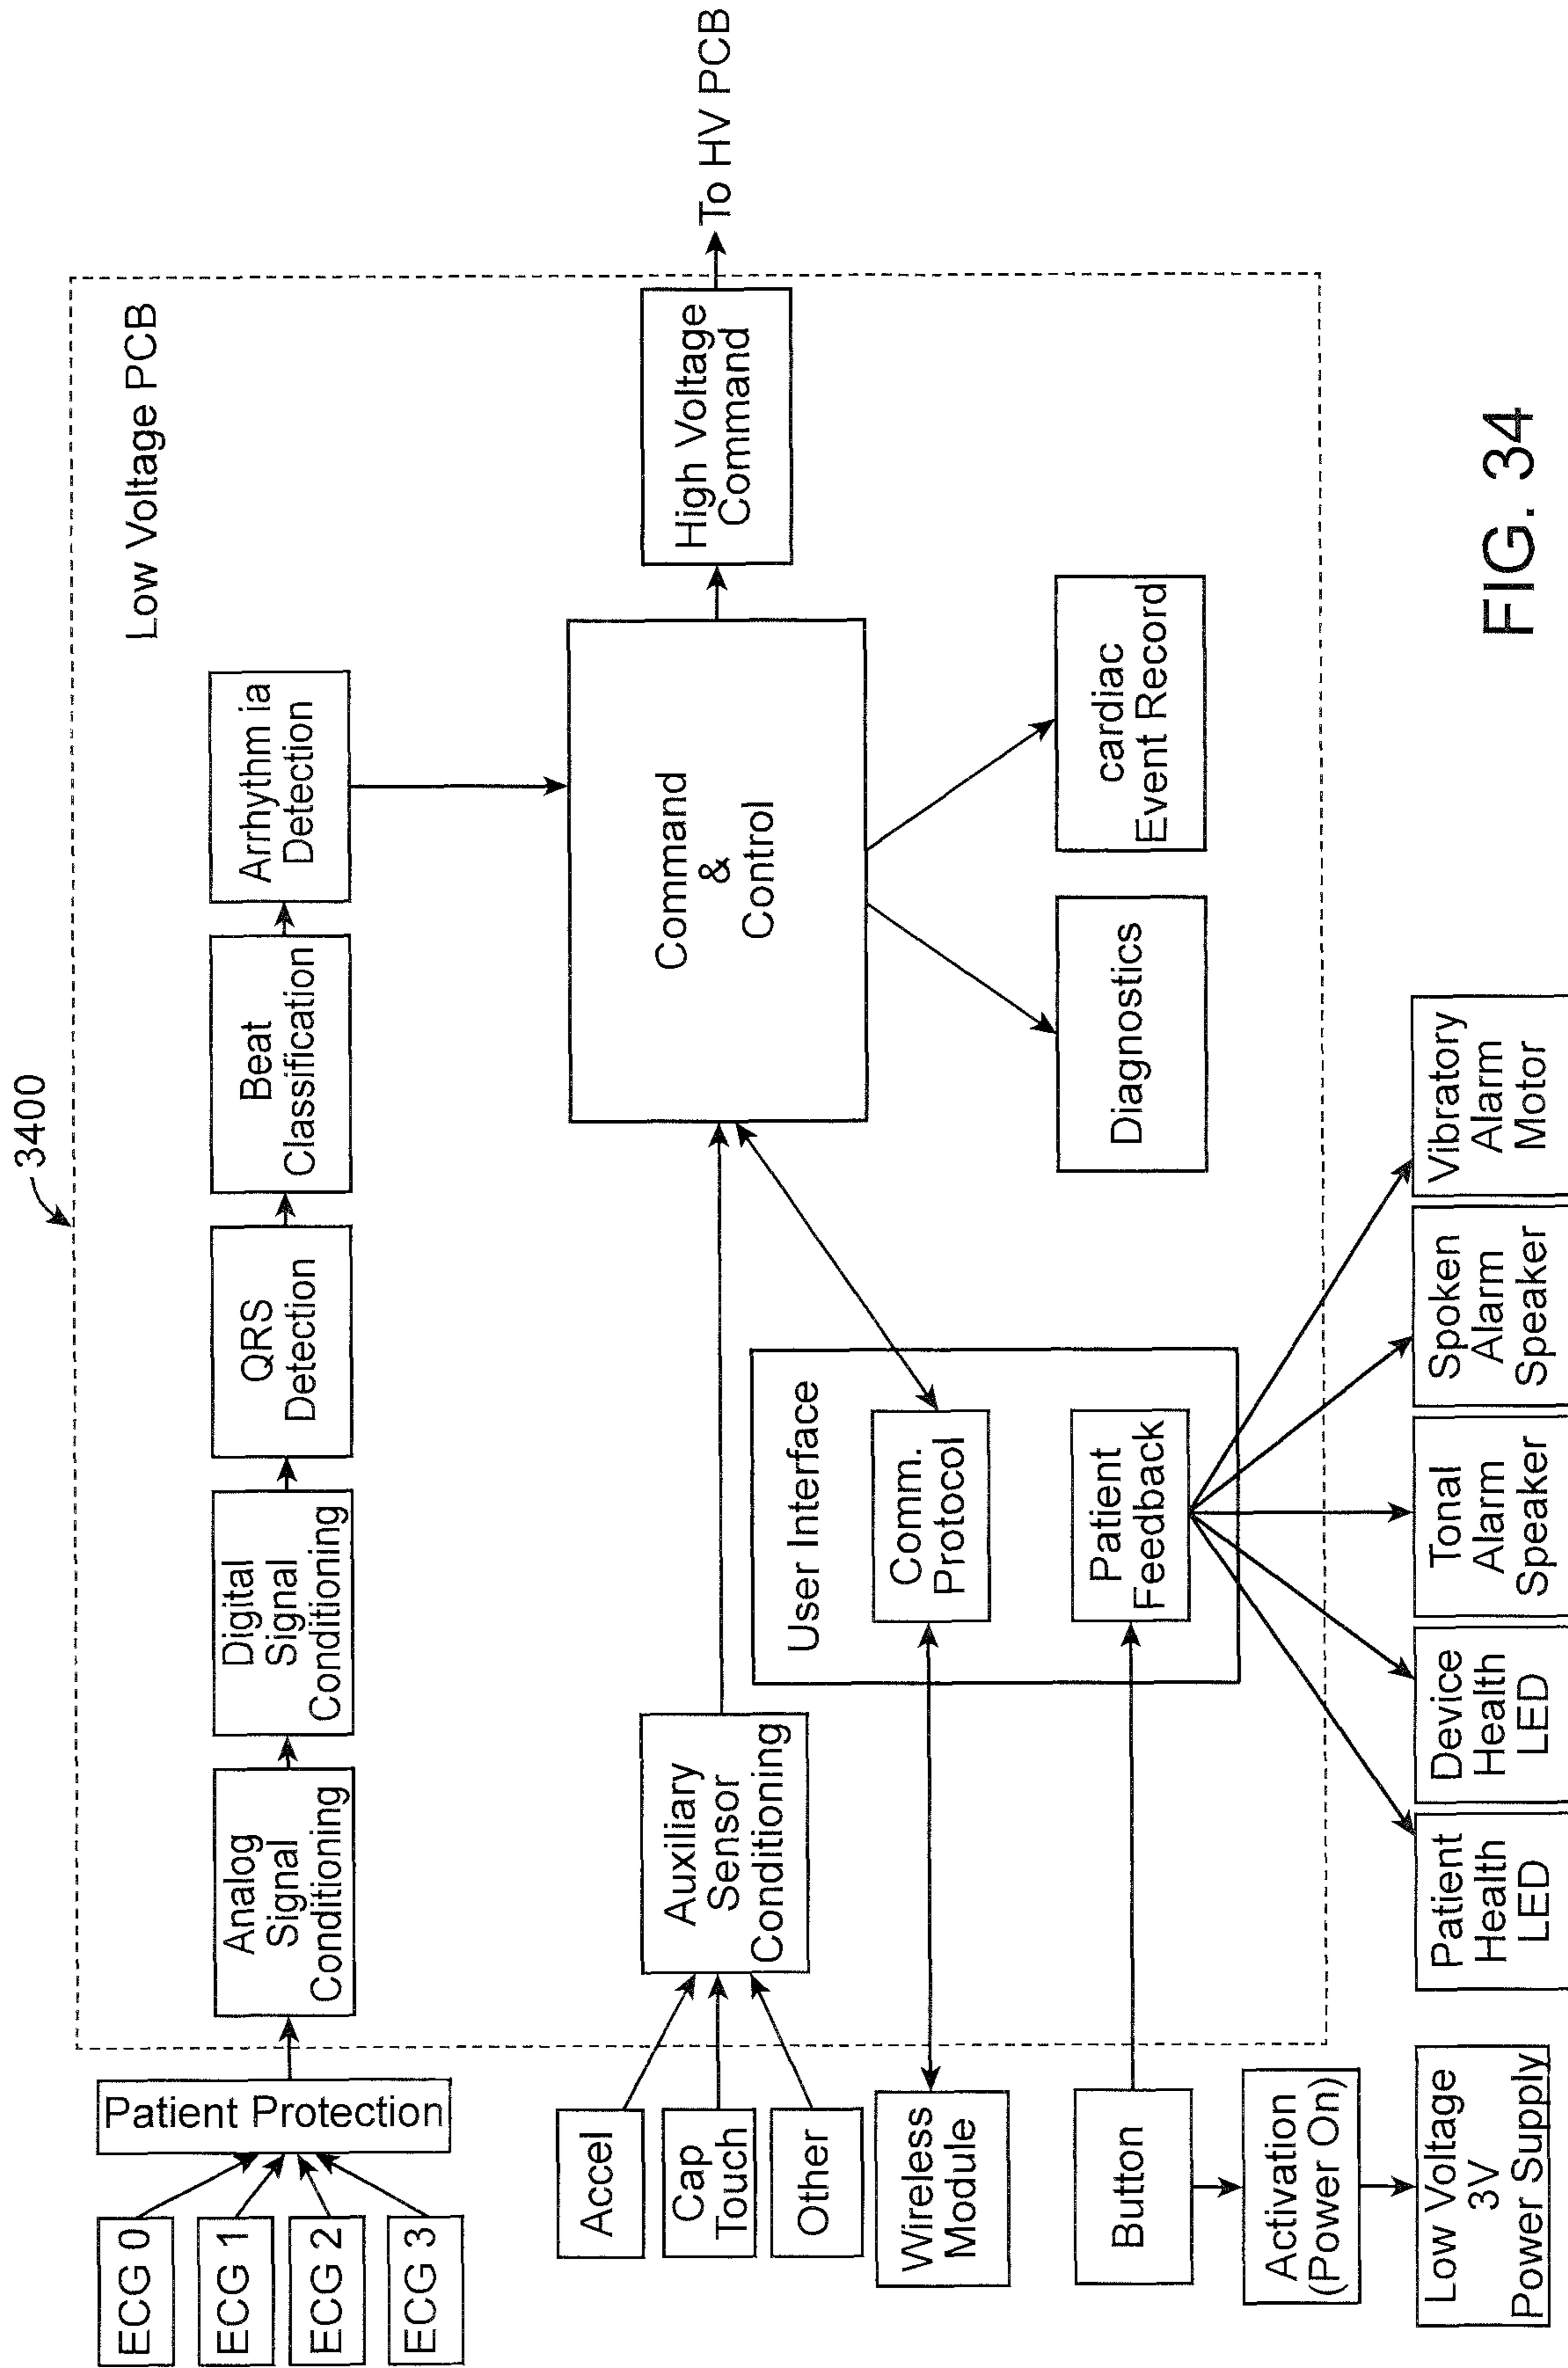 3400
Low Voltage PCB
ECG 0
ECG 1
ECG 2
ECG 3
Patient Protection
Analog
Signal
Conditioning
Digital
Signal
Conditioning
QRS
Detection
Beat
Classification
Arrhythm ia
Detection
Accel
Cap
Touch
Other
Auxiliary
Sensor
Conditioning
Command
&
Control
High Voltage
Command
To HV PCB
Wireless
Module
User Interface
Comm.
Protocol
Patient
Feedback
Diagnostics
cardiac
Event Record
Button
Activation
(Power On)
Low Voltage
3V
Power Supply
Patient
Health
LED
Device
Health
LED
Tonal
Alarm
Speaker
Spoken
Alarm
Speaker
Vibratory
Alarm
Motor
FIG. 34